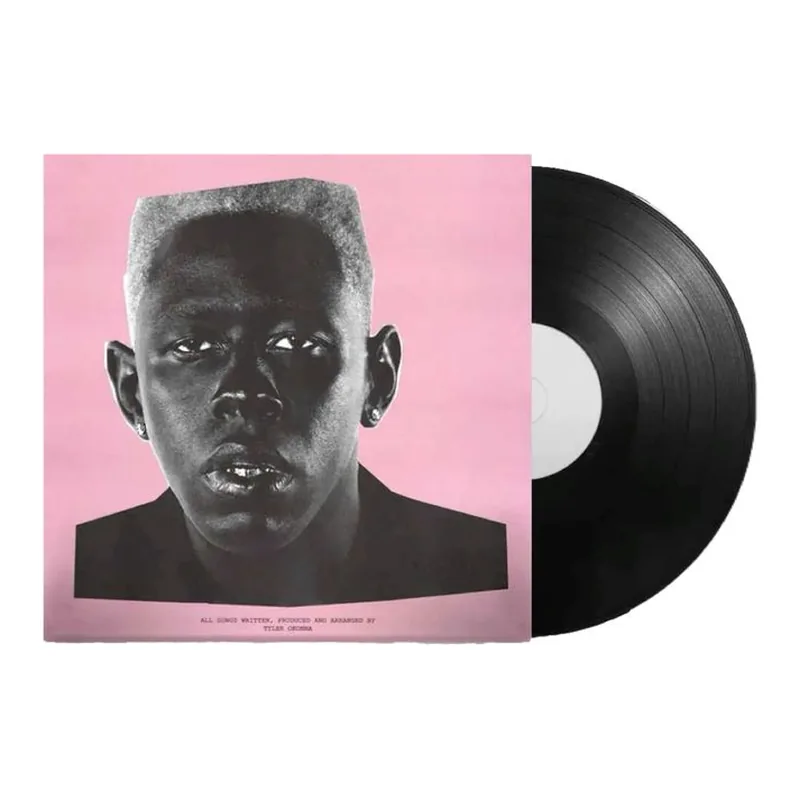 ALL SONGS WRITTEN, PRODUCED AND ARRANGED BY
TYLER OKONMA